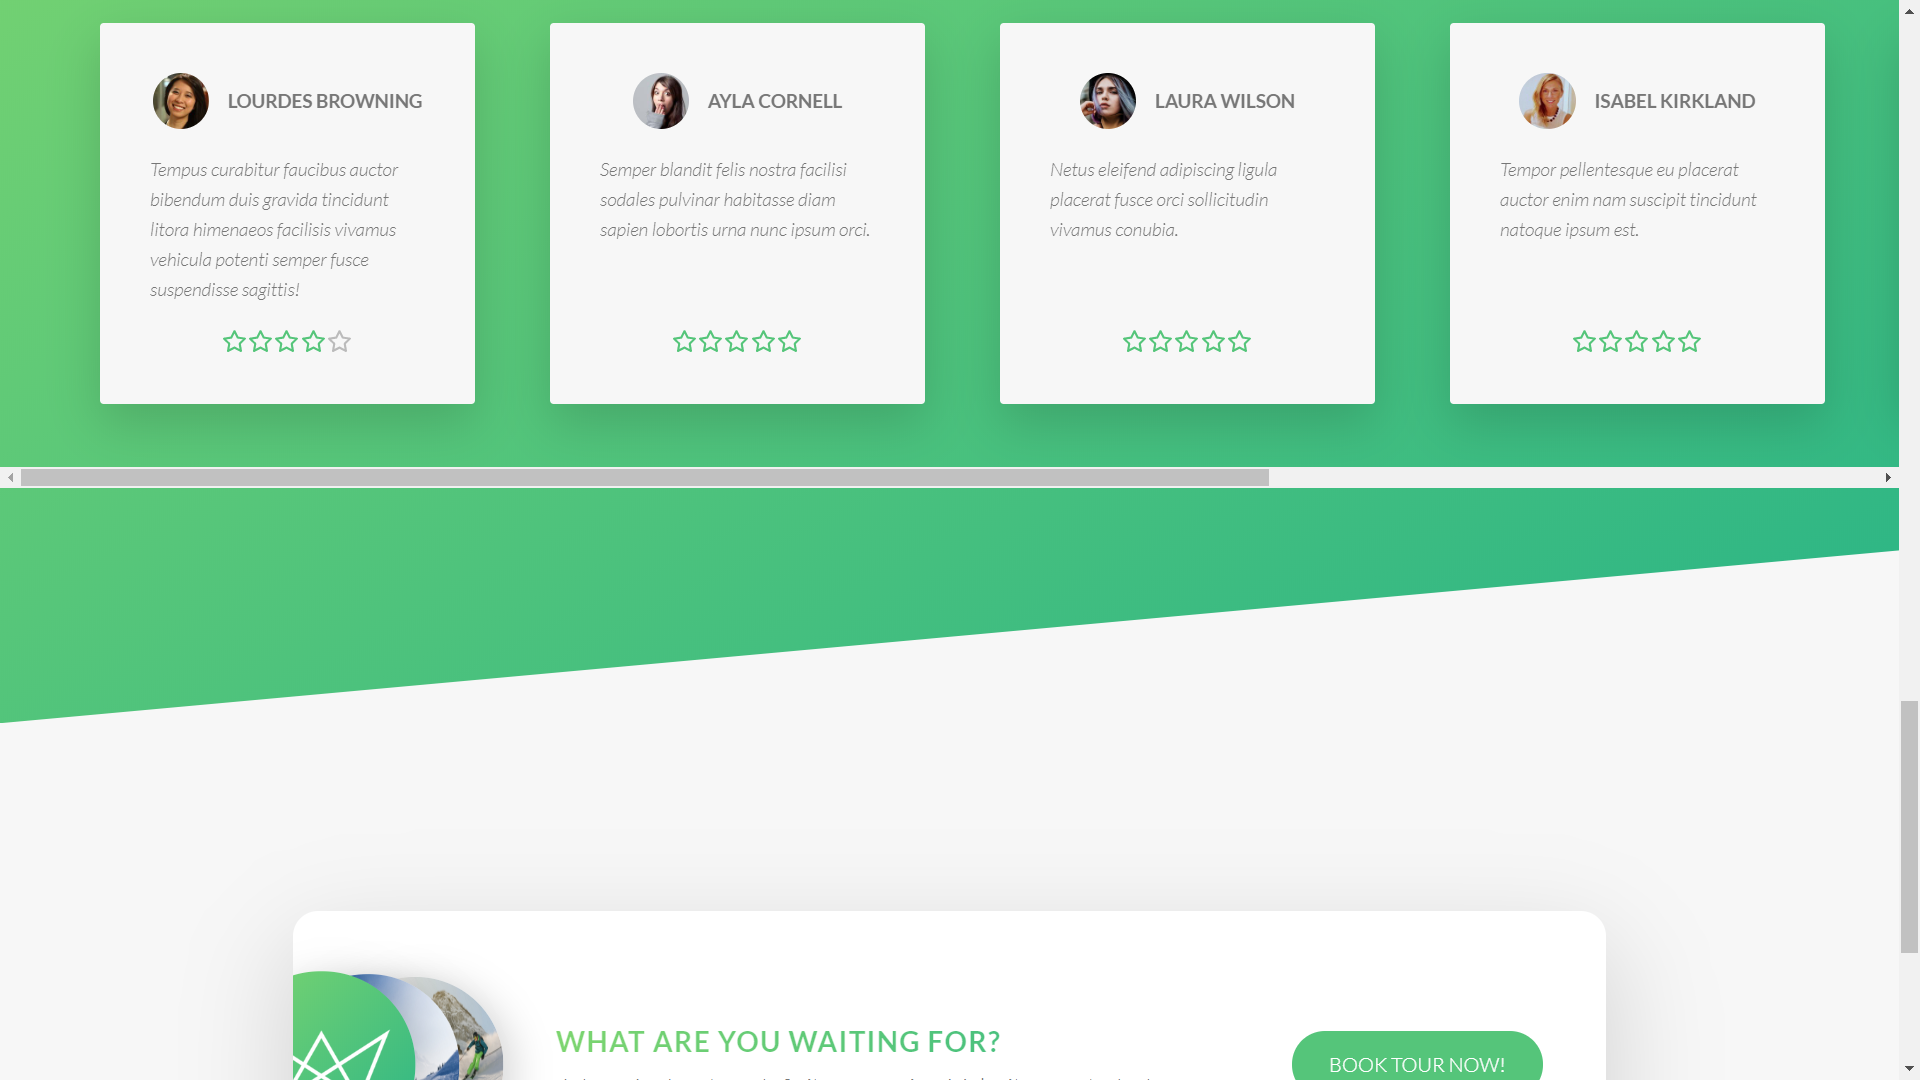 LOURDES BROWNING
Tempus curabitur faucibus auctor
bibendum duis gravida tincidunt
litora himenaeos facilisis vivamus
vehicula potenti semper fusce
suspendisse sagittis!
AYLA CORNELL
Semper blandit felis nostra facilisi
sodales pulvinar habitasse diam
sapien lobortis urna nunc ipsum orci.
LAURA WILSON
Netus eleifend adipiscing ligula
placerat fusce orci sollicitudin
vivamus conubia.
ISABEL KIRKLAND
Tempor pellentesque eu placerat
auctor enim nam suscipit tincidunt
natoque ipsum est.
WHAT ARE YOU WAITING FOR?
BOOK TOUR NOW!